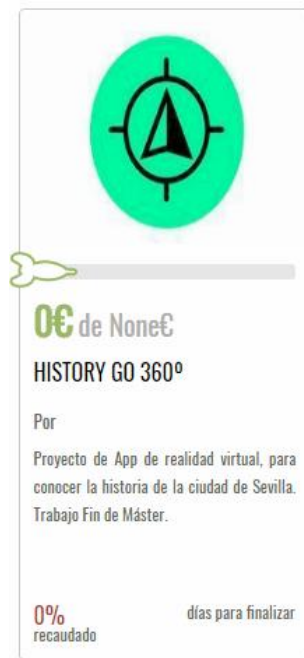 0€ de None€
HISTORY GO 360º
Por
Proyecto de App de realidad virtual, para
conocer la historia de la ciudad de Sevilla.
Trabajo Fin de Máster.
0% días para finalizar
recaudado